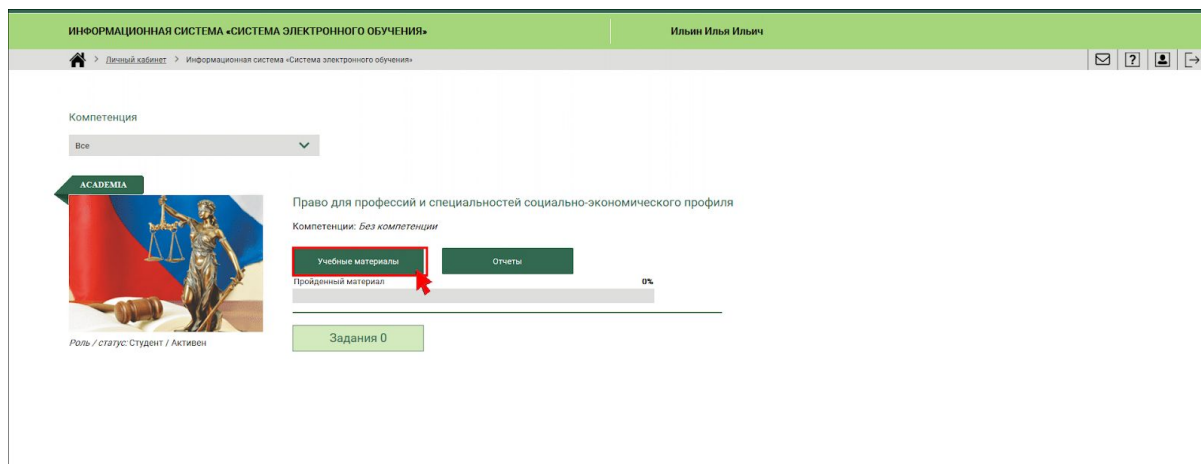 ИНФОРМАЦИОННАЯ СИСТЕМА «СИСТЕМА ЭЛЕКТРОННОГО ОБУЧЕНИЯ»
Ильин Илья Ильич
> Личный кабинет > Информационная система «Система электронного обучения»
?
Компетенция
Все
ACADEMIA
Право для профессий и специальностей социально-экономического профиля
Компетенции: Без компетенции
Учебные материалы
Отчеты
Пройденный материал
0%
Задания 0
Роль / статус: Студент / Активен